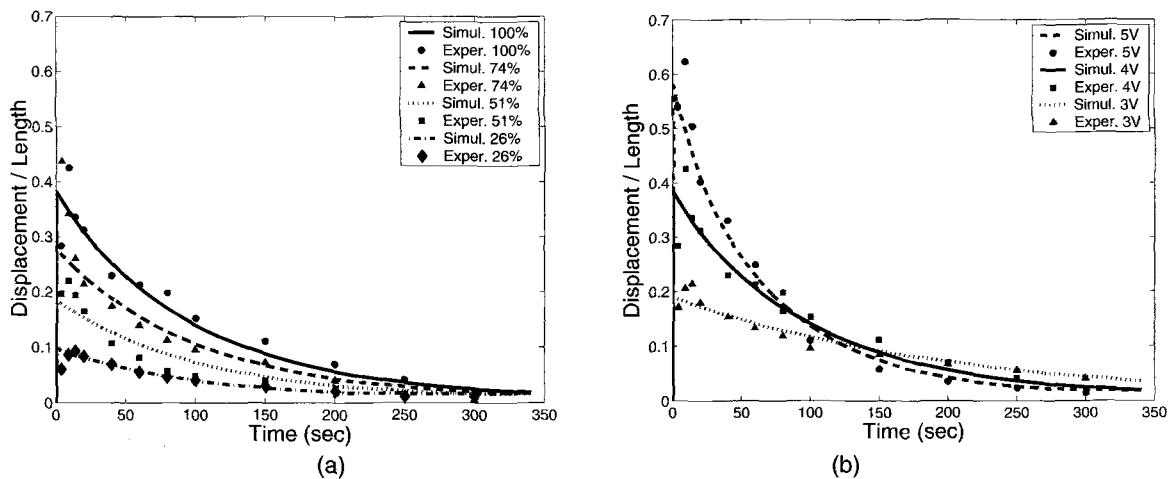 0.7
0.6
0.5
0.4
0.3
0.2
0.1
0
Displacement / Length
0 50 100 150 200 250 300 350
Time (sec)
Simul. 100%
Exper. 100%
Simul. 74%
Exper. 74%
Simul. 51%
Exper. 51%
Simul. 26%
Exper. 26%
(a)
0.7
0.6
0.5
0.4
0.3
0.2
0.1
0
Displacement / Length
0 50 100 150 200 250 300 350
Time (sec)
Simul. 5V
Exper. 5V
Simul. 4V
Exper. 4V
Simul. 3V
Exper. 3V
(b)